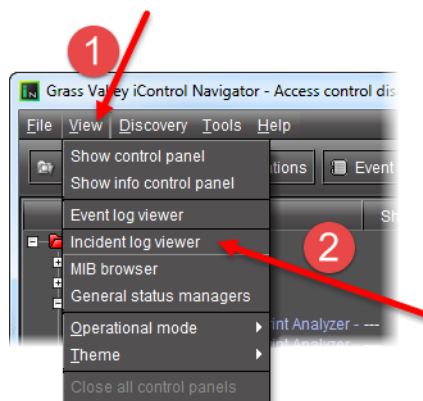 1
Grass Valley iControl Navigator - Access control dis
File View Discovery Tools Help
Show control panel
Show info control panel
Event log viewer
Incident log viewer
MIB browser
General status managers
Operational mode
Theme
Close all control panels
tions
Event
Sh
2
int Analyzer - ---